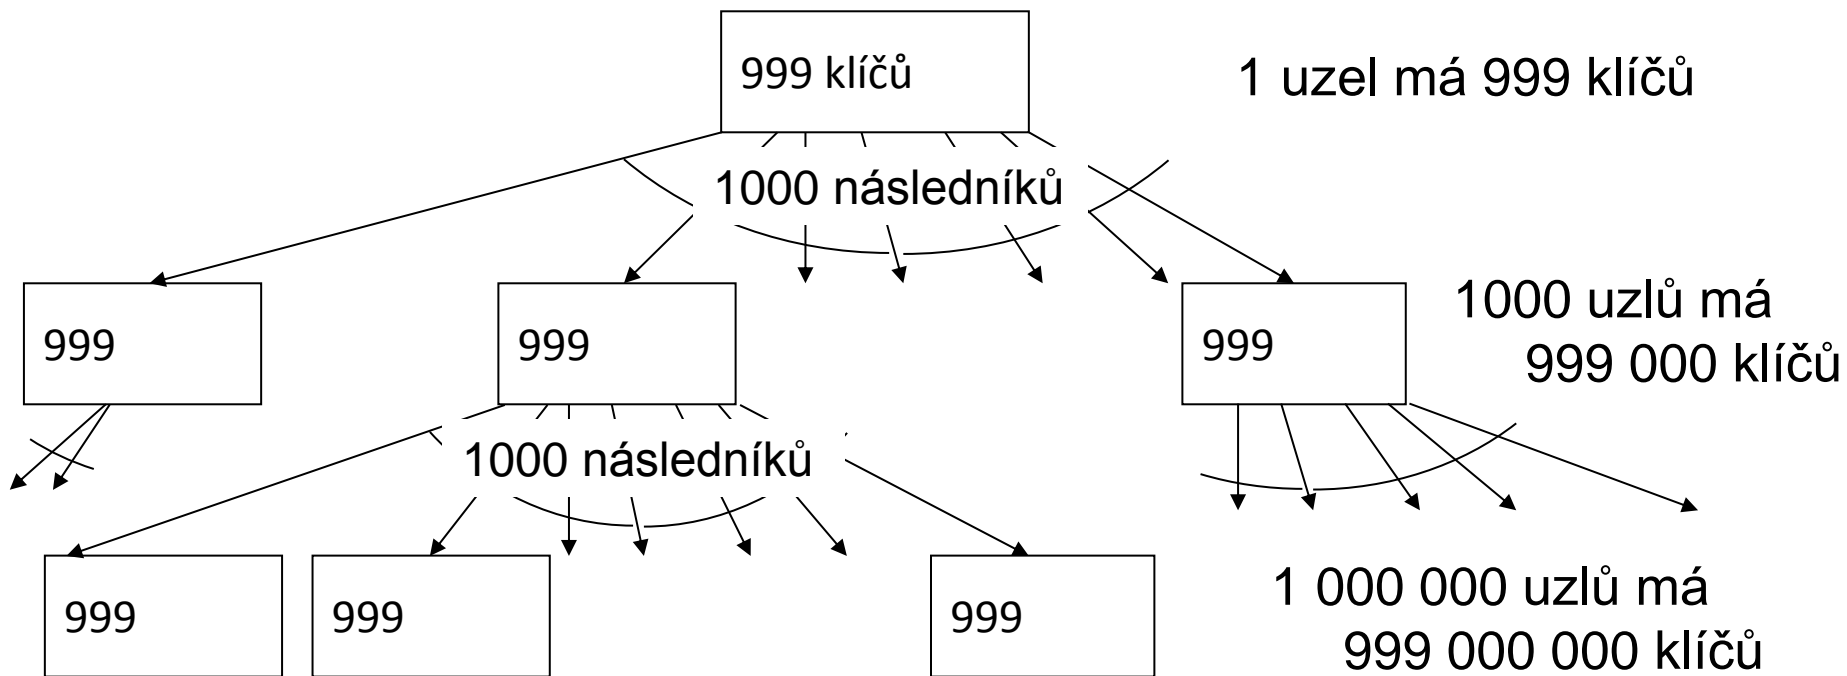 999 klíčů
1 uzel má 999 klíčů
1000 následníků
999
999
999
1000 uzlů má
999 000 klíčů
1000 následníků
999
999
999
1 000 000 uzlů má
999 000 000 klíčů